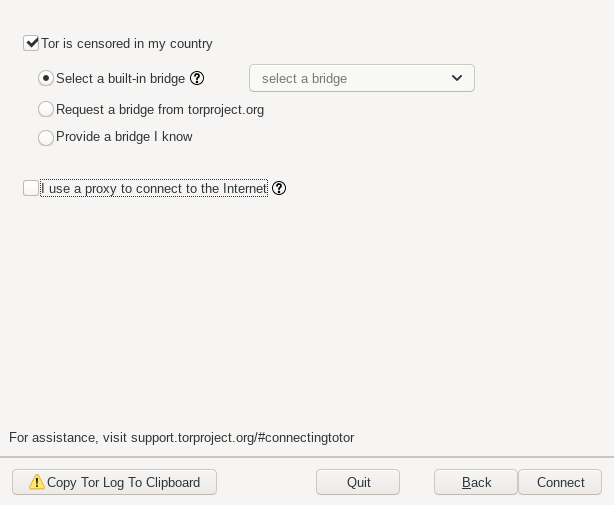 Tor is censored in my country
Select a built-in bridge ? select a bridge
Request a bridge from torproject.org
Provide a bridge I know
I use a proxy to connect to the Internet ?
For assistance, visit support.torproject.org/#connectingtotor
Copy Tor Log To Clipboard Quit Back Connect